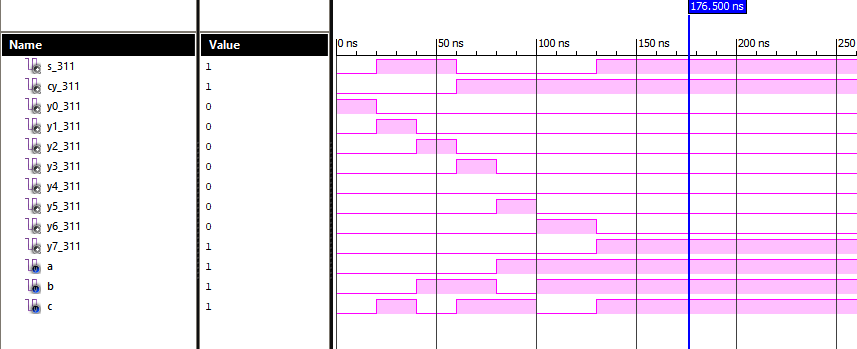 176.500 ns
Name Value 0 ns 50 ns 100 ns 150 ns 200 ns 250
s_311 1
cy_311 1
y0_311 0
y1_311 0
y2_311 0
y3_311 0
y4_311 0
y5_311 0
y6_311 0
y7_311 1
a 1
b 1
c 1